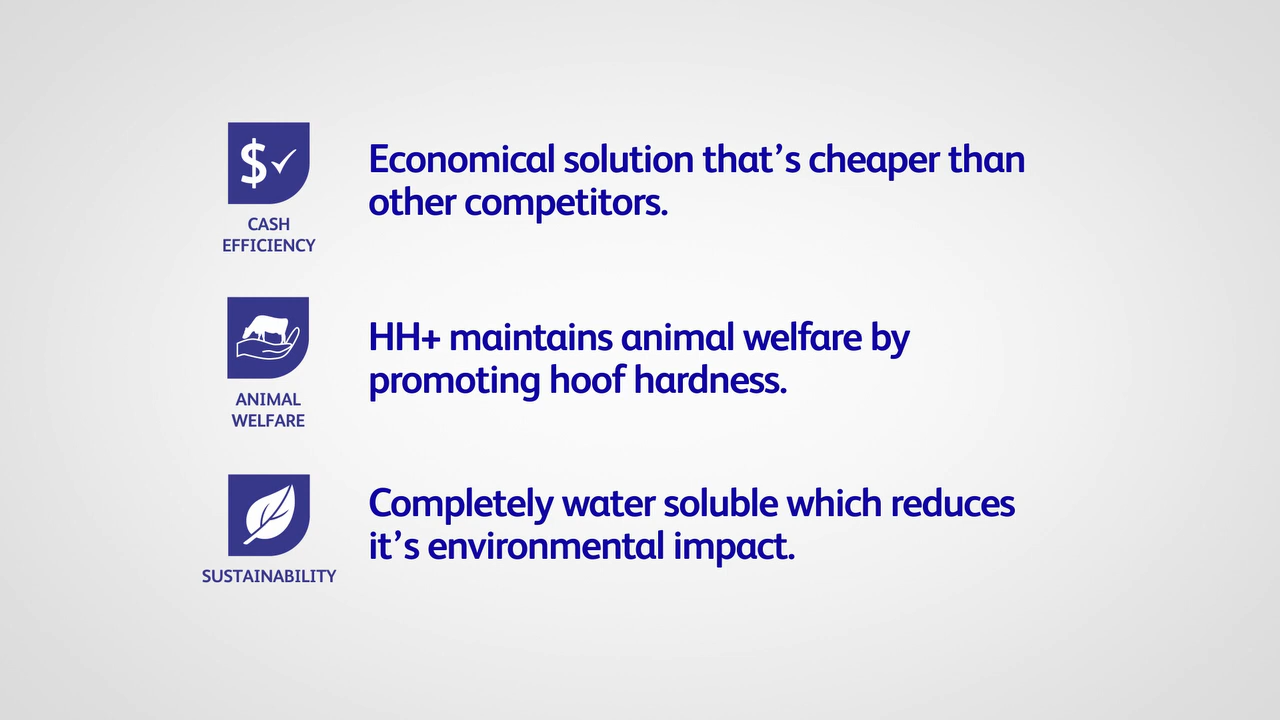 $
CASH
EFFICIENCY
Economical solution that’s cheaper than
other competitors.
ANIMAL
WELFARE
HH+ maintains animal welfare by
promoting hoof hardness.
SUSTAINABILITY
Completely water soluble which reduces
it’s environmental impact.